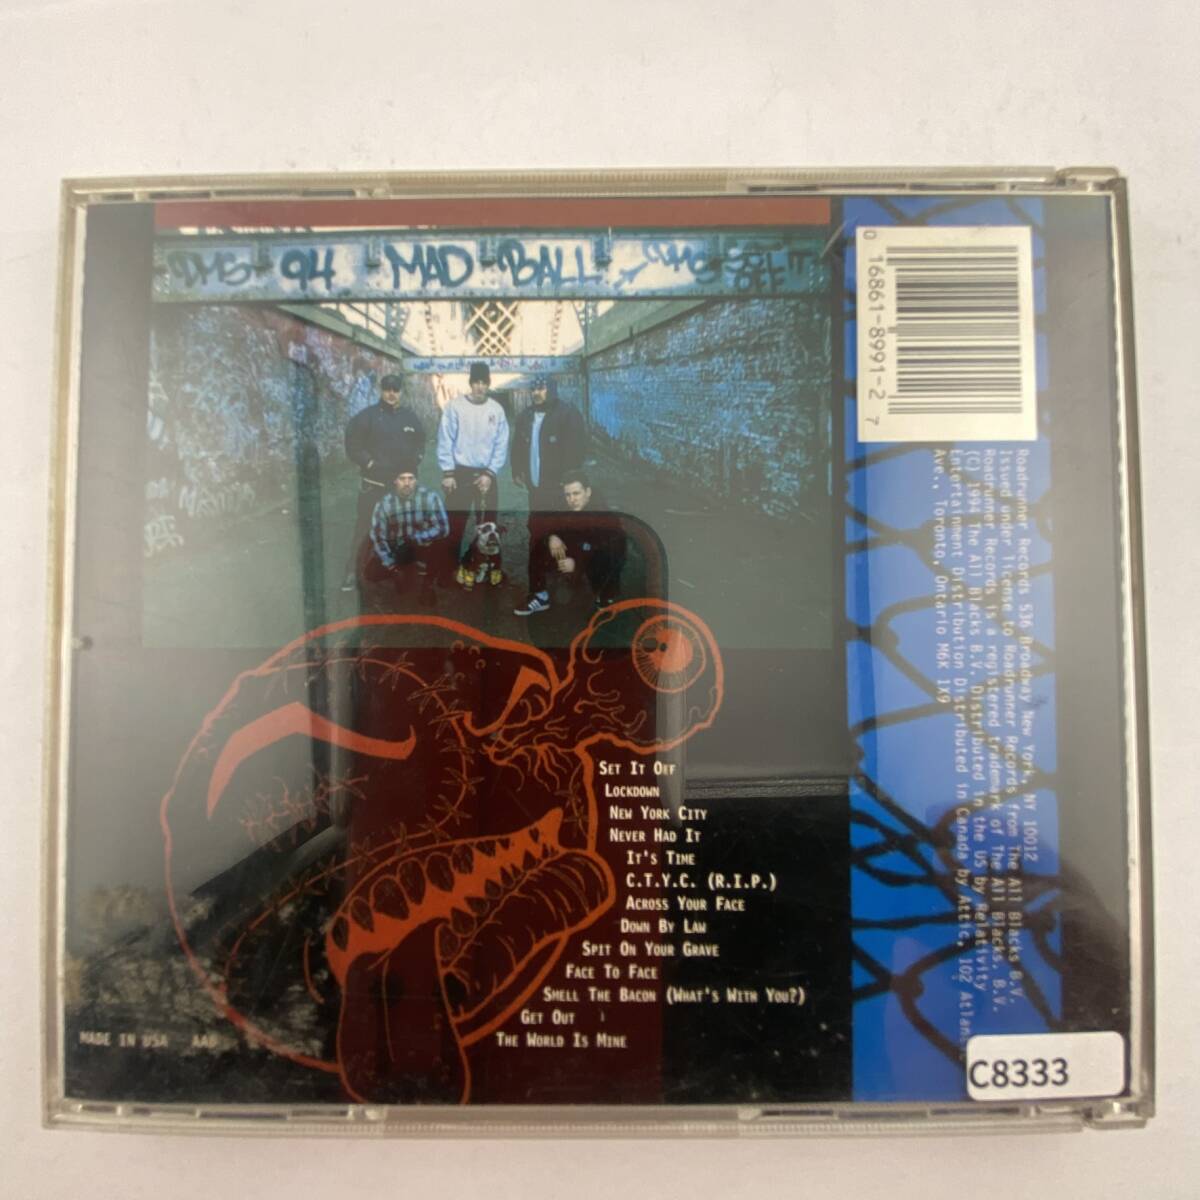 DMS 94 MAD BALL DMS SET IT OFF
0 16861-8991-2 7
Roadrunner Records 536 Broadway New York, NY 10012
Issued under license to Roadrunner Records from The All Blacks B.V.
Roadrunner Records is a registered trademark of The All Blacks, B.V.
(C) 1994 The All Blacks B.V. Distributed in the US by Relativity
Entertainment Distribution Distributed in Canada by Attic, 102 Atlantic
Ave., Toronto, Ontario M6K 1X9
SET IT OFF
LOCKDOWN
NEW YORK CITY
NEVER HAD IT
IT'S TIME
C.T.Y.C. (R.I.P.)
ACROSS YOUR FACE
DOWN BY LAW
SPIT ON YOUR GRAVE
FACE TO FACE
SMELL THE BACON (WHAT'S WITH YOU?)
GET OUT
THE WORLD IS MINE
MADE IN USA AAD
C8333